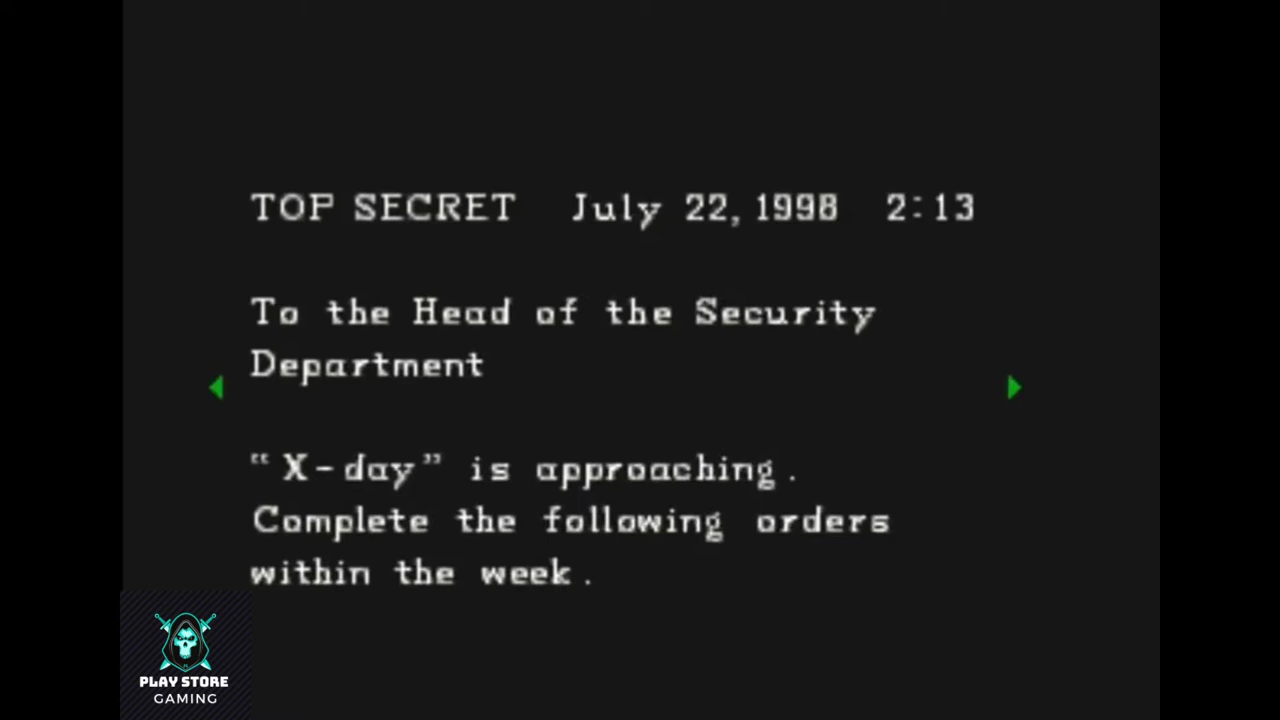 TOP SECRET July 22, 1998 2:13
To the Head of the Security
Department
"X-day" is approaching.
Complete the following orders
within the week.
PLAY STORE
GAMING